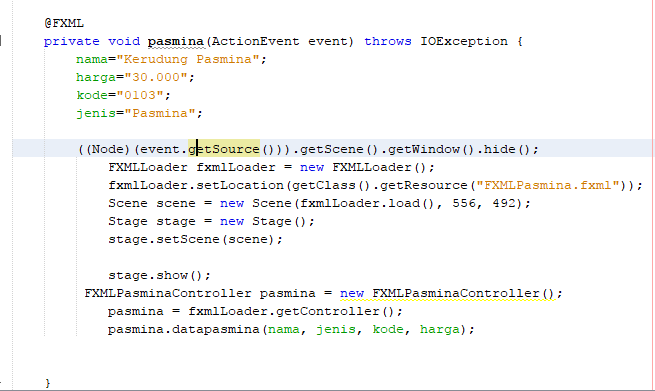 @FXML
private void pasmina(ActionEvent event) throws IOException {
nama="Kerudung Pasmina";
harga="30.000";
kode="0103";
jenis="Pasmina";
((Node)(event.getSource())).getScene().getWindow().hide();
FXMLLoader fxmlLoader = new FXMLLoader();
fxmlLoader.setLocation(getClass().getResource("FXMLPasmina.fxml"));
Scene scene = new Scene(fxmlLoader.load(), 556, 492);
Stage stage = new Stage();
stage.setScene(scene);
stage.show();
FXMLPasminaController pasmina = new FXMLPasminaController();
pasmina = fxmlLoader.getController();
pasmina.datapasmina(nama, jenis, kode, harga);
}